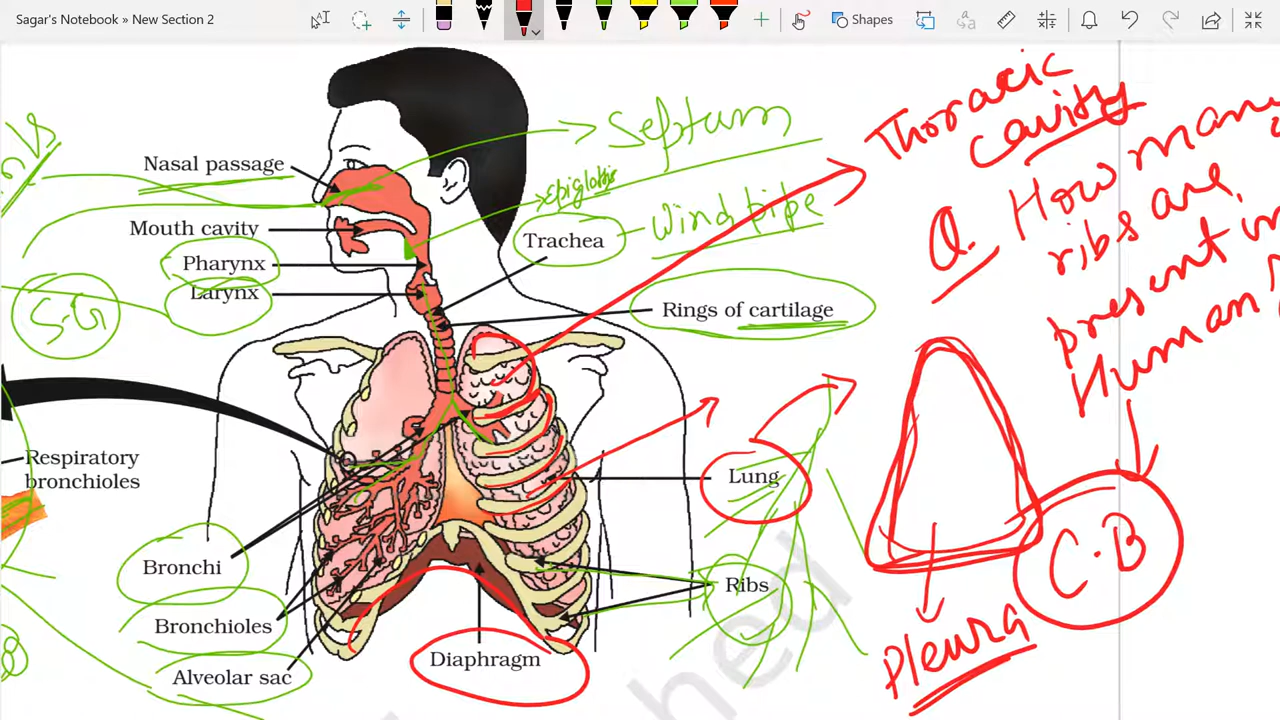 Sagar's Notebook » New Section 2
Shapes
Septum
Nasal passage
epiglottis
Mouth cavity
Trachea
Wind pipe
Pharynx
Larynx
S.G
Rings of cartilage
Thoracic
cavity
Q. How many
ribs are
present in
Human
Respiratory
bronchioles
Lung
Bronchi
Ribs
C.B
Bronchioles
Alveolar sac
Diaphragm
Pleura
hed